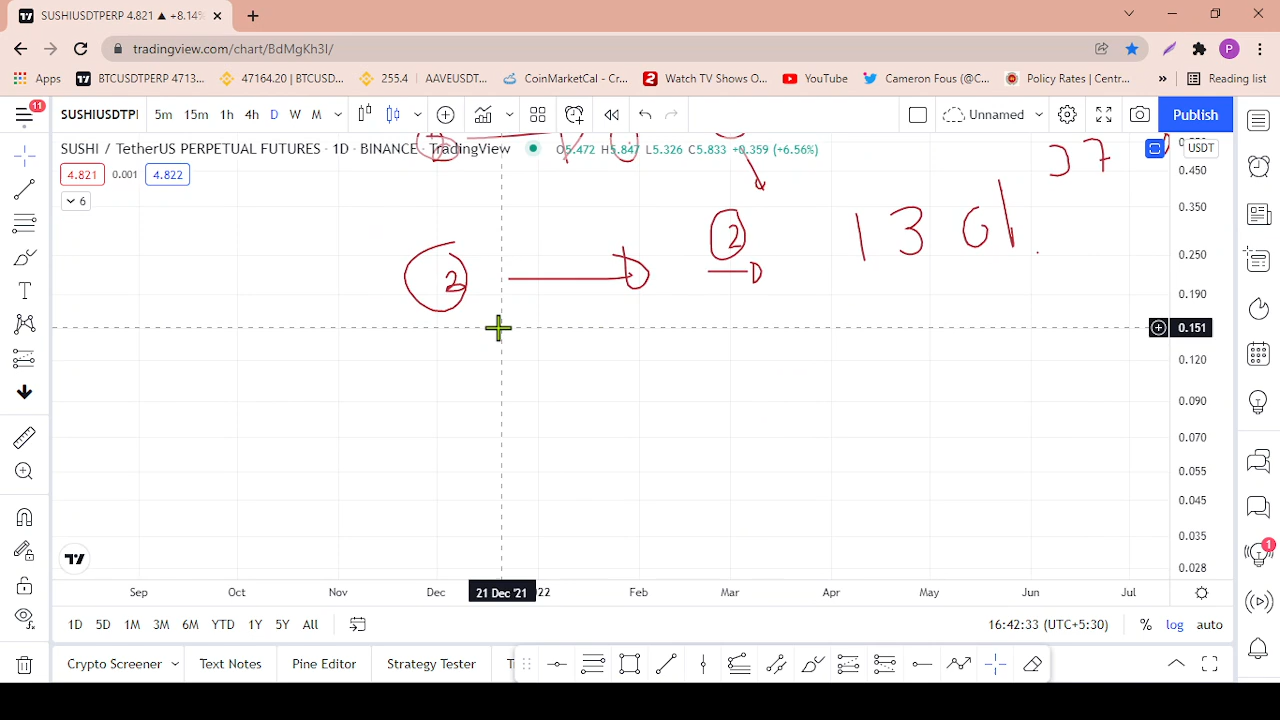 SUSHIUSDTPERP 4.821 ▲ +8.14%
tradingview.com/chart/BdMgKh3I/
Apps BTCUSDTPERP 4713... 47164.20 | BTCUSD... 255.4 AAVEUSDT... CoinMarketCal - Cr... Watch TV Shows O... YouTube Cameron Fous (@C... Policy Rates | Centr... » Reading list
11 SUSHIUSDTPI 5m 15m 1h 4h D W M Unnamed Publish
SUSHI / TetherUS PERPETUAL FUTURES · 1D · BINANCE · TradingView O5.472 H5.847 L5.326 C5.833 +0.359 (+6.56%) USDT
4.821 0.001 4.822
6
37
0.450
0.350
2 130%
0.250
2
0.190
0.151
0.120
0.090
0.070
0.055
0.045
0.035
0.028
1
Sep Oct Nov Dec 21 Dec '21 22 Feb Mar Apr May Jun Jul
1D 5D 1M 3M 6M YTD 1Y 5Y All 16:42:33 (UTC+5:30) % log auto
Crypto Screener Text Notes Pine Editor Strategy Tester